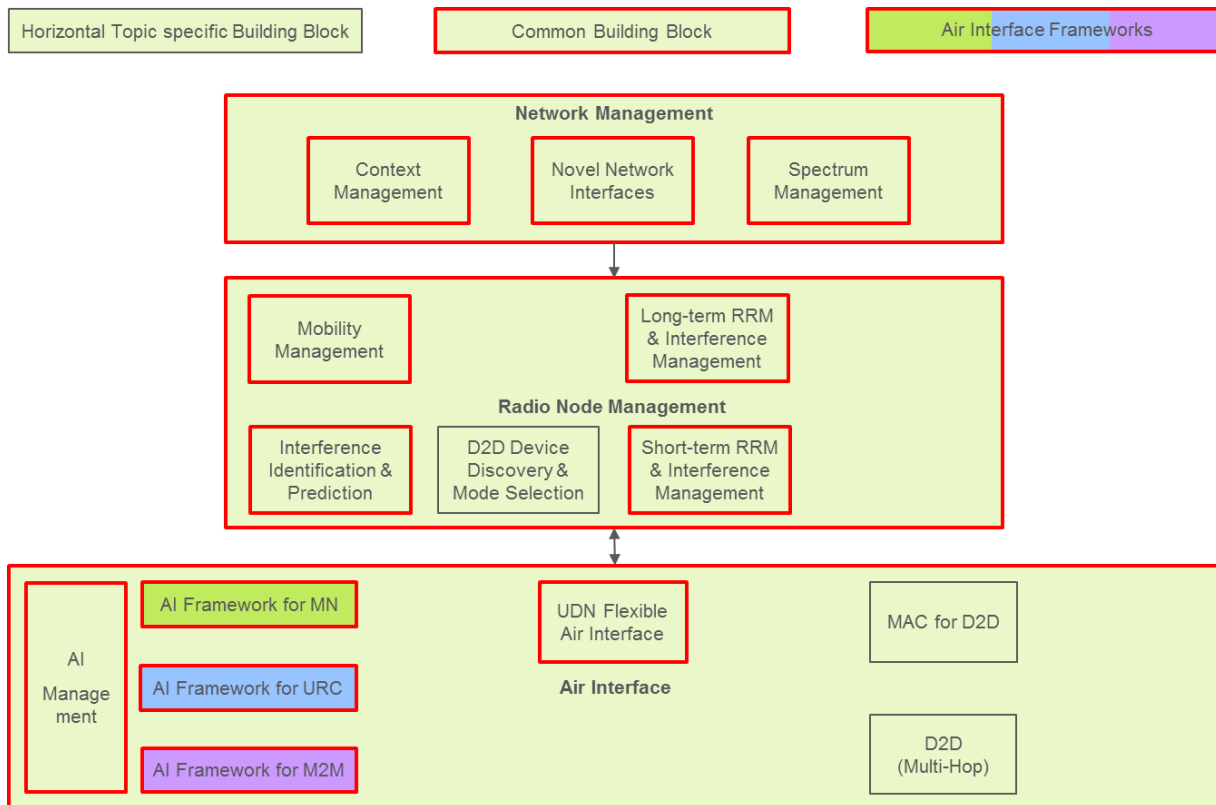 Horizontal Topic specific Building Block
Common Building Block
Air Interface Frameworks
Network Management
Context
Management
Novel Network
Interfaces
Spectrum
Management
Mobility
Management
Long-term RRM
& Interference
Management
Radio Node Management
Interference
Identification &
Prediction
D2D Device
Discovery &
Mode Selection
Short-term RRM
& Interference
Management
AI
Manage
ment
AI Framework for MN
AI Framework for URC
AI Framework for M2M
UDN Flexible
Air Interface
Air Interface
MAC for D2D
D2D
(Multi-Hop)